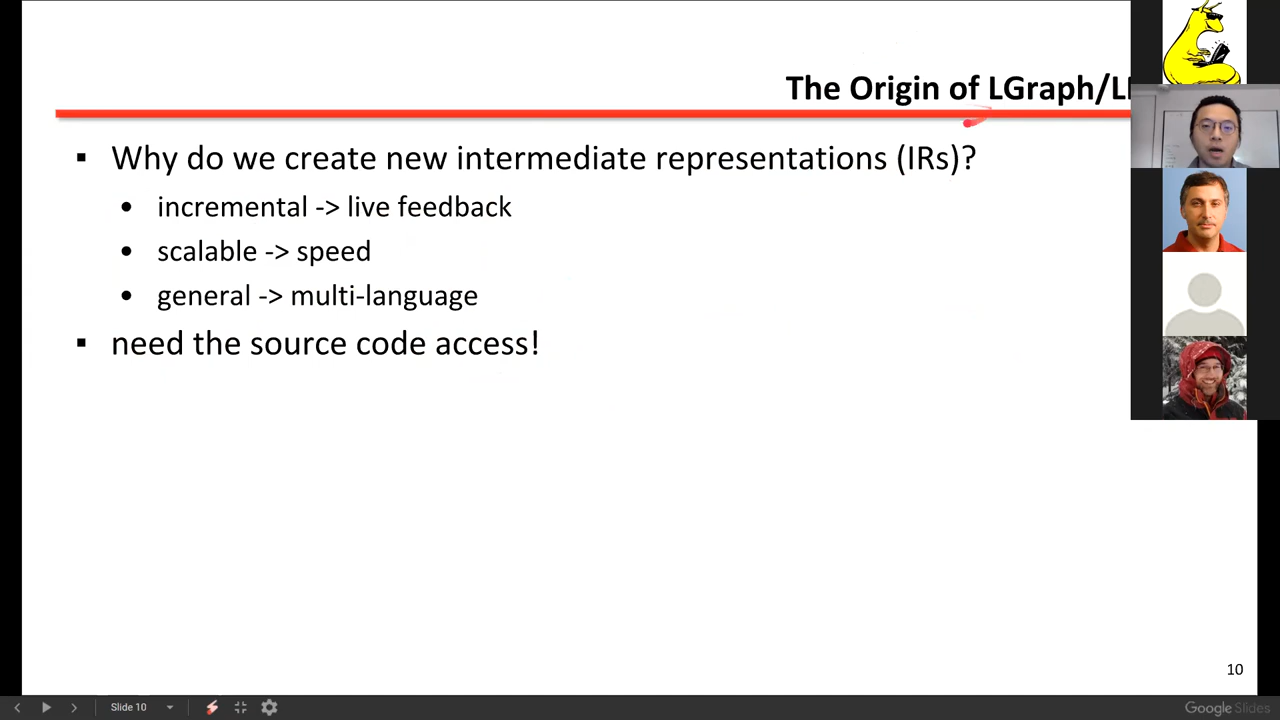 The Origin of LGraph/
Why do we create new intermediate representations (IRs)?
incremental -> live feedback
scalable -> speed
general -> multi-language
need the source code access!
10
Slide 10
Google Slides